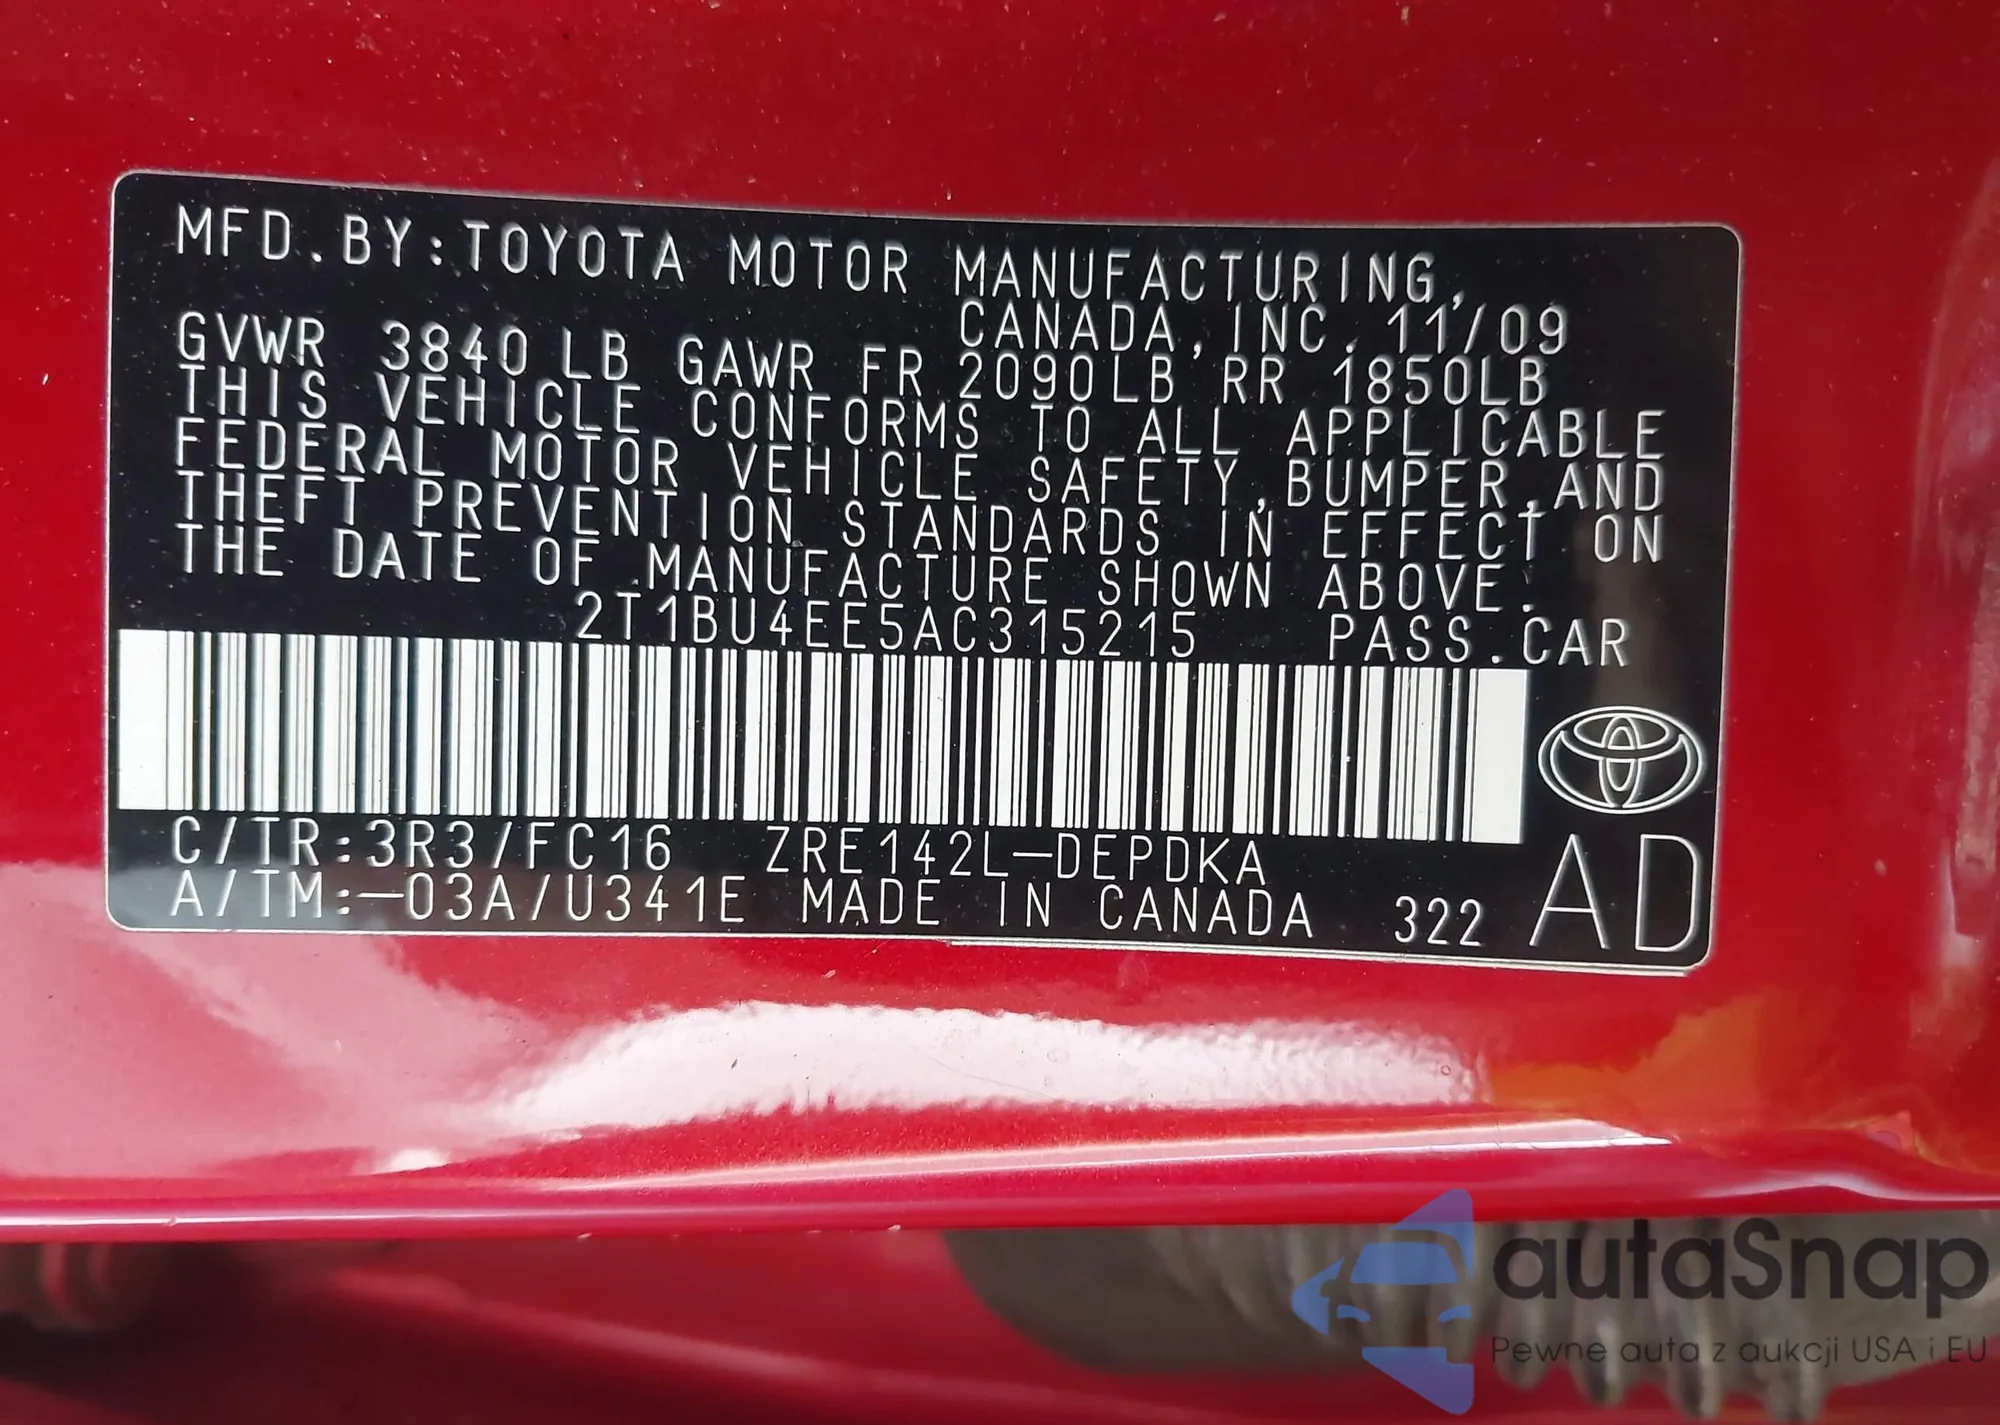 MFD.BY:TOYOTA MOTOR MANUFACTURING,
CANADA,INC. 11/09
GVWR 3840 LB GAWR FR 2090LB RR 1850LB
THIS VEHICLE CONFORMS TO ALL APPLICABLE
FEDERAL MOTOR VEHICLE SAFETY,BUMPER,AND
THEFT PREVENTION STANDARDS IN EFFECT ON
THE DATE OF MANUFACTURE SHOWN ABOVE.
2T1BU4EE5AC315215 PASS.CAR
C/TR:3R3/FC16 ZRE142L-DEPDKA
A/TM:-03A/U341E MADE IN CANADA 322 AD
autaSnap
Pewne auta z aukcji USA i EU